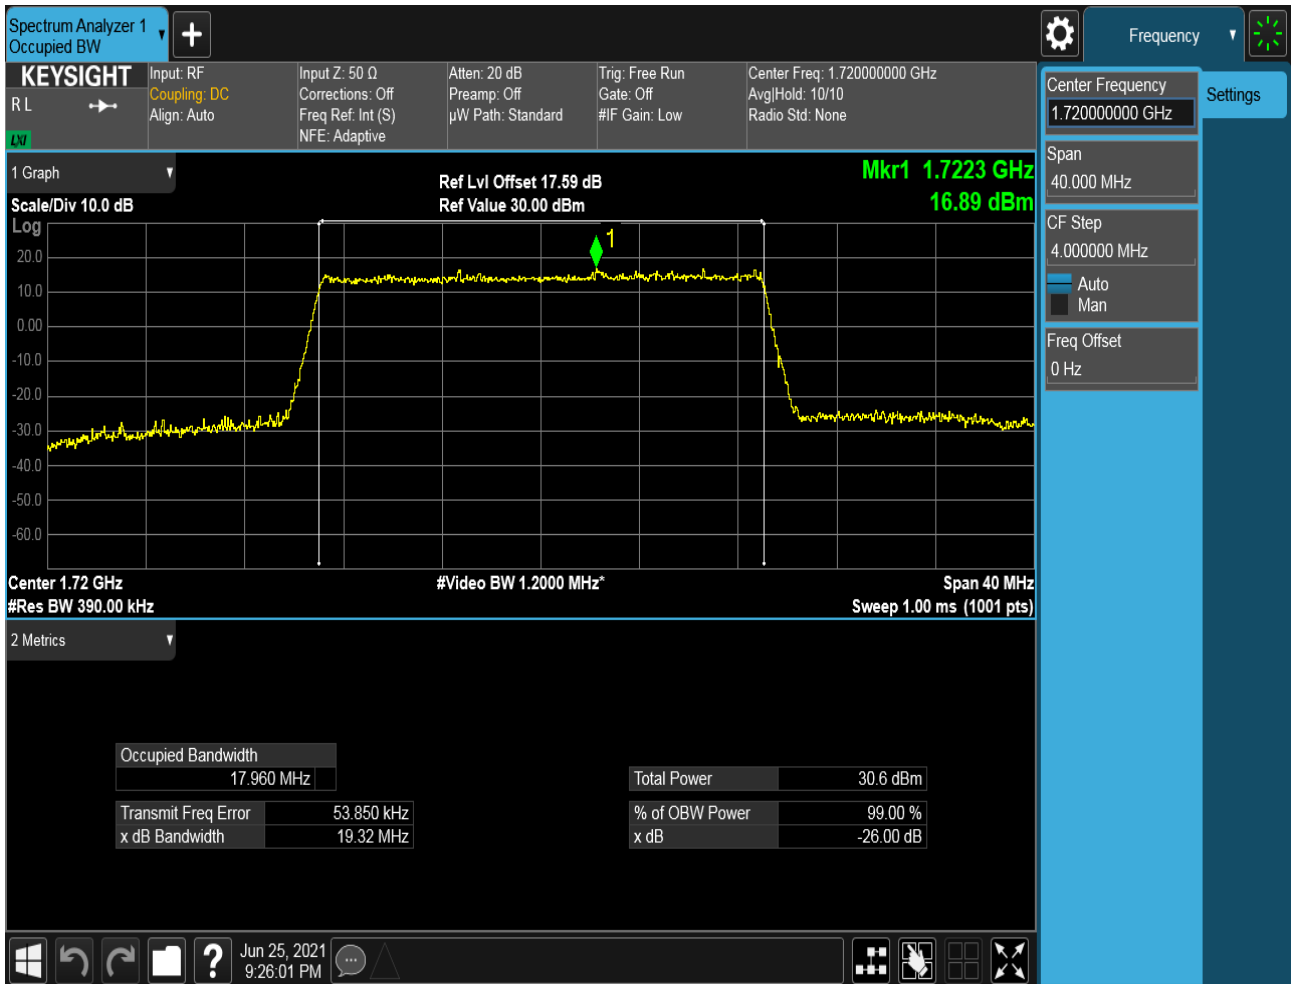 Spectrum Analyzer 1
Occupied BW
Frequency
KEYSIGHT
R L
LXI
Input: RF
Coupling: DC
Align: Auto
Input Z: 50 Ω
Corrections: Off
Freq Ref: Int (S)
NFE: Adaptive
Atten: 20 dB
Preamp: Off
µW Path: Standard
Trig: Free Run
Gate: Off
#IF Gain: Low
Center Freq: 1.720000000 GHz
Avg|Hold: 10/10
Radio Std: None
Center Frequency
1.720000000 GHz
Settings
Span
40.000 MHz
CF Step
4.000000 MHz
Auto
Man
Freq Offset
0 Hz
1 Graph
Scale/Div 10.0 dB
Ref Lvl Offset 17.59 dB
Ref Value 30.00 dBm
Mkr1 1.7223 GHz
16.89 dBm
Log
1
20.0
10.0
0.00
-10.0
-20.0
-30.0
-40.0
-50.0
-60.0
Center 1.72 GHz
#Video BW 1.2000 MHz*
Span 40 MHz
#Res BW 390.00 kHz
Sweep 1.00 ms (1001 pts)
2 Metrics
Occupied Bandwidth
17.960 MHz
Transmit Freq Error 53.850 kHz
x dB Bandwidth 19.32 MHz
Total Power 30.6 dBm
% of OBW Power 99.00 %
x dB -26.00 dB
?
Jun 25, 2021
9:26:01 PM